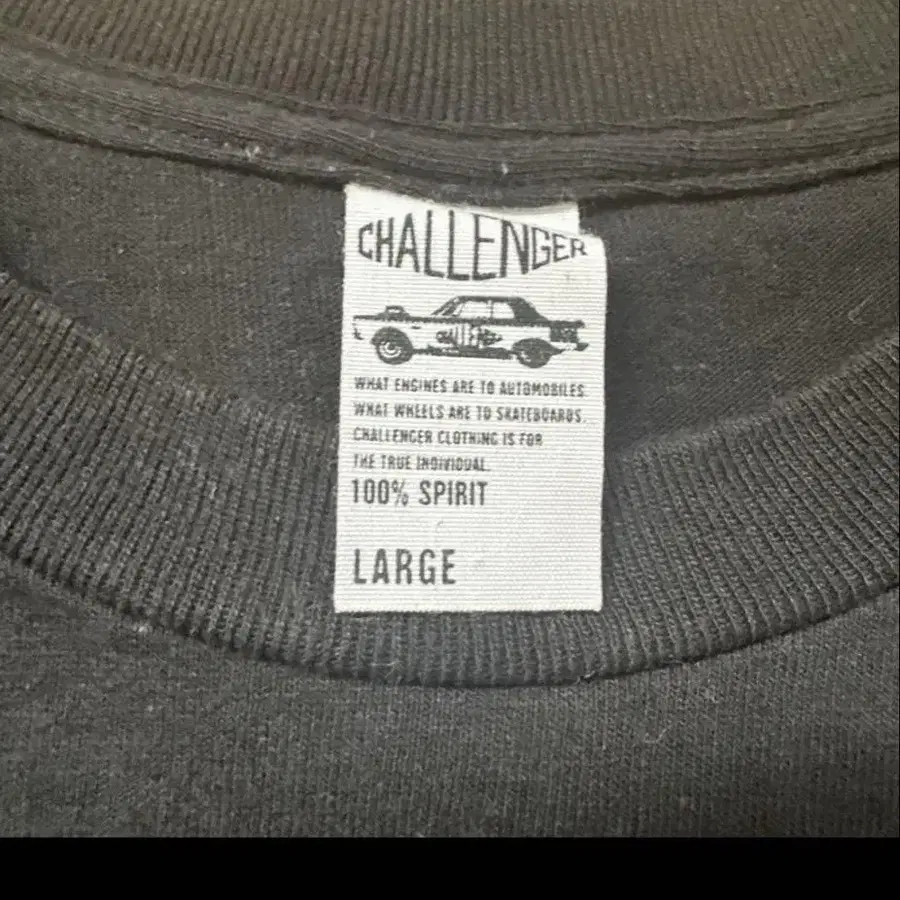 CHALLENGER
CHALLENGER
WHAT ENGINES ARE TO AUTOMOBILES.
WHAT WHEELS ARE TO SKATEBOARDS.
CHALLENGER CLOTHING IS FOR
THE TRUE INDIVIDUAL.
100% SPIRIT
LARGE